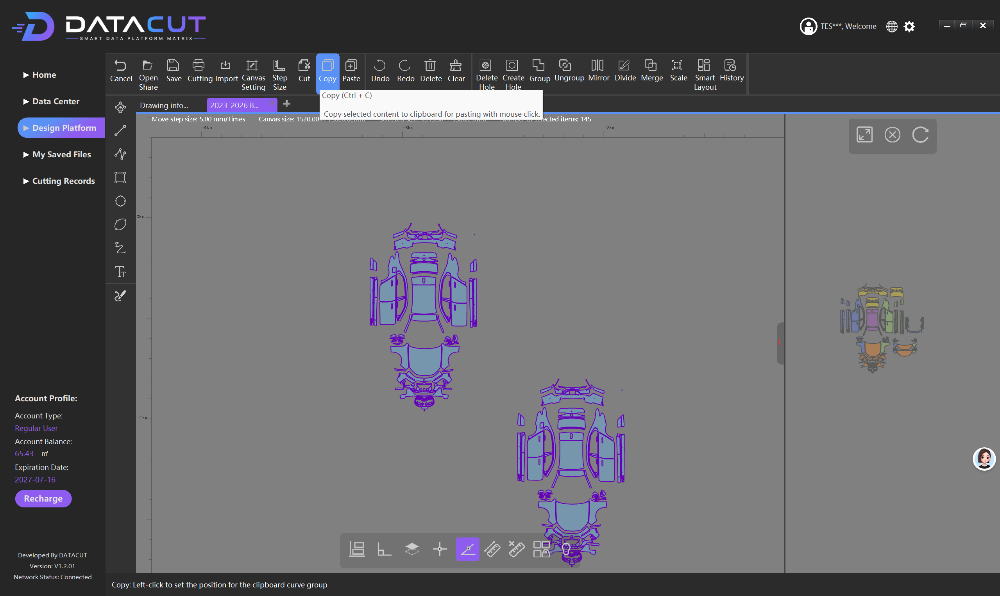 DATACUT
SMART DATA PLATFORM MATRIX
TES***, Welcome
Home
Data Center
Design Platform
My Saved Files
Cutting Records
Cancel
Open Share
Save
Cutting
Import
Canvas Setting
Step Size
Cut
Copy
Paste
Undo
Redo
Delete
Clear
Delete Hole
Create Hole
Group
Ungroup
Mirror
Divide
Merge
Scale
Smart Layout
History
Copy (Ctrl + C)
Copy selected content to clipboard for pasting with mouse click.
Drawing info...
2023-2026 B...
Move step size: 5.00 mm/Times
Canvas size: 1520.00
Number of selected items: 145
-4km
-3km
-2km
0km
-1km
Account Profile:
Account Type:
Regular User
Account Balance:
65.43 ㎡
Expiration Date:
2027-07-16
Recharge
Developed By DATACUT
Version: V1.2.01
Network Status: Connected
Copy: Left-click to set the position for the clipboard curve group